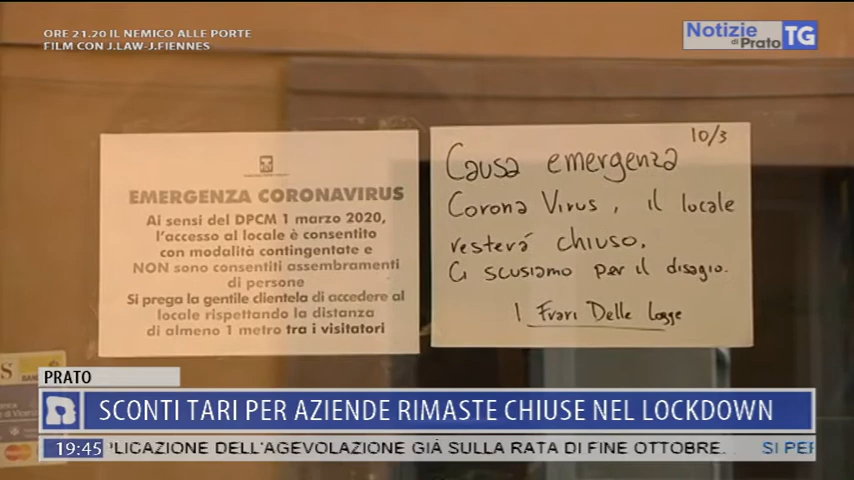 ORE 21.20 IL NEMICO ALLE PORTE
FILM CON J.LAW-J.FIENNES
Notizie
di Prato
TG
EMERGENZA CORONAVIRUS
Ai sensi del DPCM 1 marzo 2020,
l'accesso al locale è consentito
con modalità contingentate e
NON sono consentiti assembramenti
di persone
Si prega la gentile clientela di accedere al
locale rispettando la distanza
di almeno 1 metro tra i visitatori
10/3
Causa emergenza
Corona Virus, il locale
resterá chiuso.
Ci scusiamo per il disagio.
I Frari Delle Logge
PRATO
SCONTI TARI PER AZIENDE RIMASTE CHIUSE NEL LOCKDOWN
19:45 PLICAZIONE DELL'AGEVOLAZIONE GIÀ SULLA RATA DI FINE OTTOBRE. SI PER